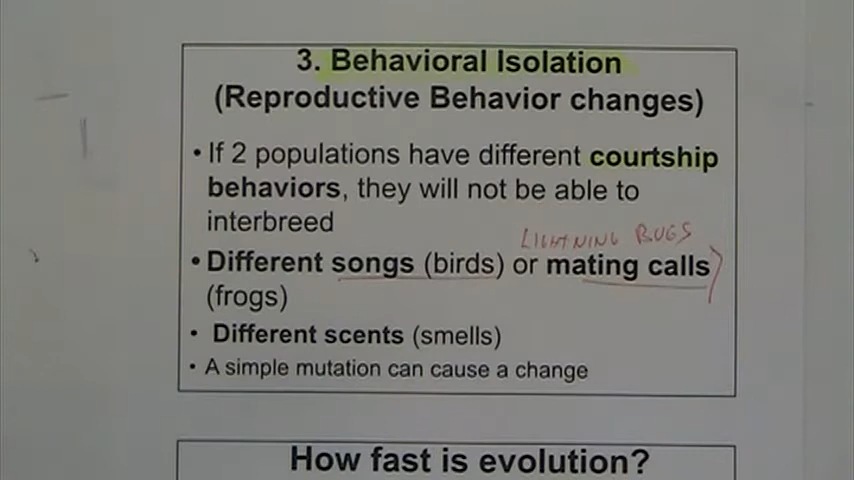 3. Behavioral Isolation
(Reproductive Behavior changes)
• If 2 populations have different courtship
behaviors, they will not be able to
interbreed
LIGHTNING BUGS
• Different songs (birds) or mating calls
(frogs)
• Different scents (smells)
• A simple mutation can cause a change
How fast is evolution?